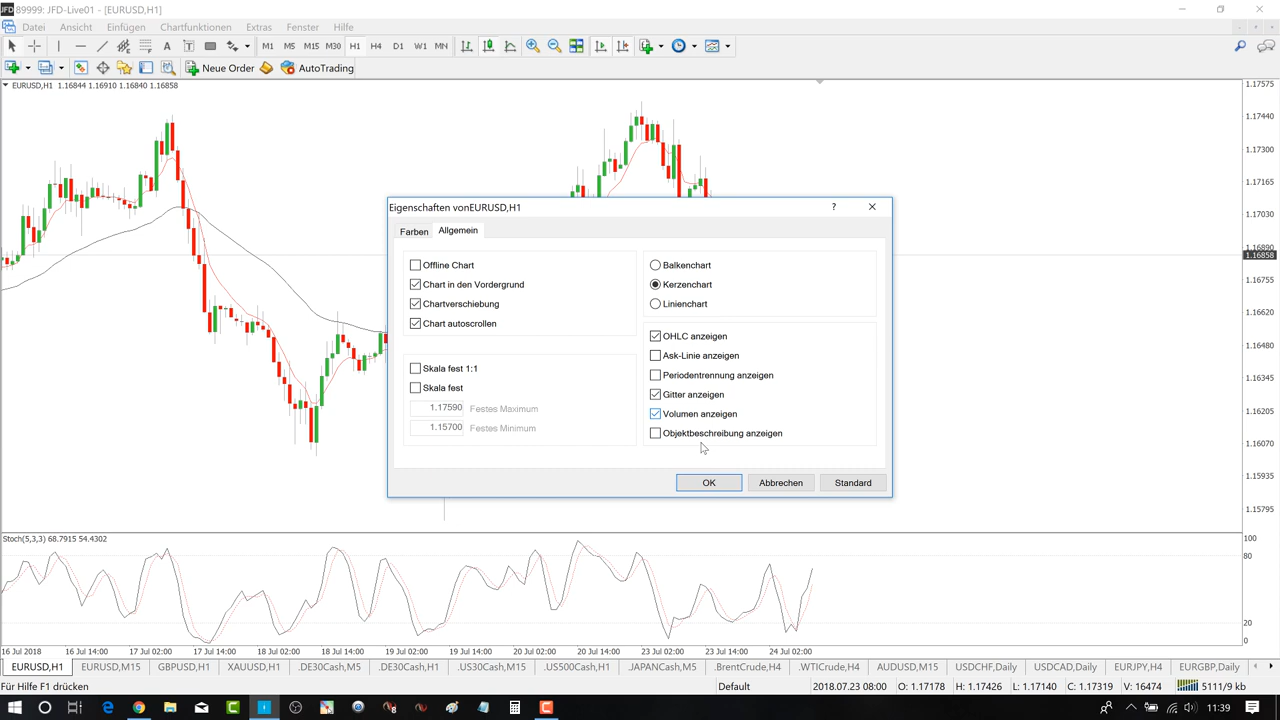 JFD 89999: JFD-Live01 - [EURUSD,H1]
Datei Ansicht Einfügen Chartfunktionen Extras Fenster Hilfe
A T M1 M5 M15 M30 H1 H4 D1 W1 MN
New Order AutoTrading
EURUSD,H1 1.16844 1.16910 1.16840 1.16858
1.17575
1.17440
1.17300
1.17165
1.17030
1.16890
1.16858
1.16755
1.16620
1.16480
1.16345
1.16205
1.16070
1.15935
1.15795
Eigenschaften vonEURUSD,H1 ?
Farben Allgemein
Offline Chart
Chart in den Vordergrund
Chartverschiebung
Chart autoscrollen
Skala fest 1:1
Skala fest
1.17590 Festes Maximum
1.15700 Festes Minimum
Balkenchart
Kerzenchart
Linienchart
OHLC anzeigen
Ask-Linie anzeigen
Periodentrennung anzeigen
Gitter anzeigen
Volumen anzeigen
Objektbeschreibung anzeigen
OK Abbrechen Standard
Stoch(5,3,3) 68.7915 54.4302
100
80
20
0
16 Jul 2018 16 Jul 14:00 17 Jul 02:00 17 Jul 14:00 18 Jul 02:00 18 Jul 14:00 19 Jul 02:00 19 Jul 14:00 20 Jul 02:00 20 Jul 14:00 23 Jul 02:00 23 Jul 14:00 24 Jul 02:00
EURUSD,H1 EURUSD,M15 GBPUSD,H1 XAUUSD,H1 .DE30Cash,M5 .DE30Cash,H1 .US30Cash,M15 .US500Cash,H1 .JAPANCash,M5 .BrentCrude,H4 .WTICrude,H4 AUDUSD,M15 USDCHF,Daily USDCAD,Daily EURJPY,H4 EURGBP,Daily
Für Hilfe F1 drücken Default 2018.07.23 08:00 O: 1.17178 H: 1.17426 L: 1.17140 C: 1.17319 V: 16474 5111/9 kb
11:39